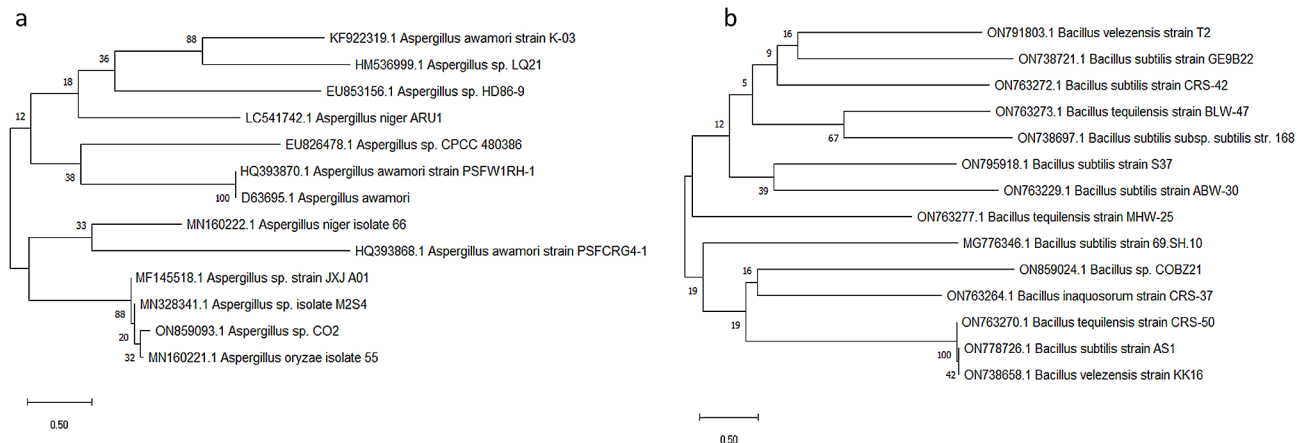 a
88
KF922319.1 Aspergillus awamori strain K-03
36
HM536999.1 Aspergillus sp. LQ21
18
EU853156.1 Aspergillus sp. HD86-9
12
LC541742.1 Aspergillus niger ARU1
EU826478.1 Aspergillus sp. CPCC 480386
38
HQ393870.1 Aspergillus awamori strain PSFW1RH-1
100
D63695.1 Aspergillus awamori
33
MN160222.1 Aspergillus niger isolate 66
HQ393868.1 Aspergillus awamori strain PSFCRG4-1
MF145518.1 Aspergillus sp. strain JXJ A01
88
MN328341.1 Aspergillus sp. isolate M2S4
20
ON859093.1 Aspergillus sp. CO2
32
MN160221.1 Aspergillus oryzae isolate 55
0.50
b
16
ON791803.1 Bacillus velezensis strain T2
9
ON738721.1 Bacillus subtilis strain GE9B22
5
ON763272.1 Bacillus subtilis strain CRS-42
12
ON763273.1 Bacillus tequilensis strain BLW-47
67
ON738697.1 Bacillus subtilis subsp. subtilis str. 168
ON795918.1 Bacillus subtilis strain S37
39
ON763229.1 Bacillus subtilis strain ABW-30
ON763277.1 Bacillus tequilensis strain MHW-25
MG776346.1 Bacillus subtilis strain 69.SH.10
19
16
ON859024.1 Bacillus sp. COBZ21
19
ON763264.1 Bacillus inaquosorum strain CRS-37
ON763270.1 Bacillus tequilensis strain CRS-50
100
ON778726.1 Bacillus subtilis strain AS1
42
ON738658.1 Bacillus velezensis strain KK16
0.50